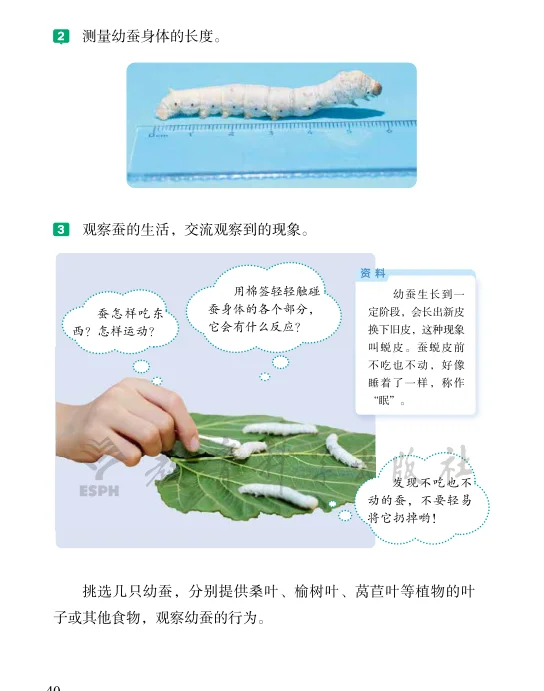 2 测量幼蚕身体的长度。
0cm 1 2 3 4 5 6
3 观察蚕的生活，交流观察到的现象。
蚕怎样吃东
西？怎样运动？
用棉签轻轻触碰
蚕身体的各个部分，
它会有什么反应？
资料
幼蚕生长到一
定阶段，会长出新皮
换下旧皮，这种现象
叫蜕皮。蚕蜕皮前
不吃也不动，好像
睡着了一样，称作
“眠”。
ESPH
发现不吃也不
动的蚕，不要轻易
将它扔掉哟！
挑选几只幼蚕，分别提供桑叶、榆树叶、莴苣叶等植物的叶
子或其他食物，观察幼蚕的行为。
40